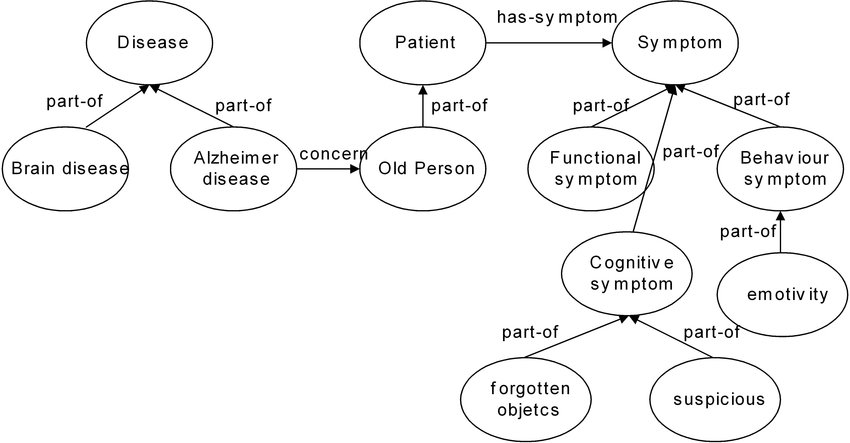 has-symptom
Disease
Patient
Symptom
part-of
part-of
part-of
part-of
part-of
Brain disease
Alzheimer
disease
concern
Old Person
Functional
symptom
part-of
Behaviour
symptom
part-of
Cognitive
symptom
emotivity
part-of
part-of
forgotten
objetcs
suspicious